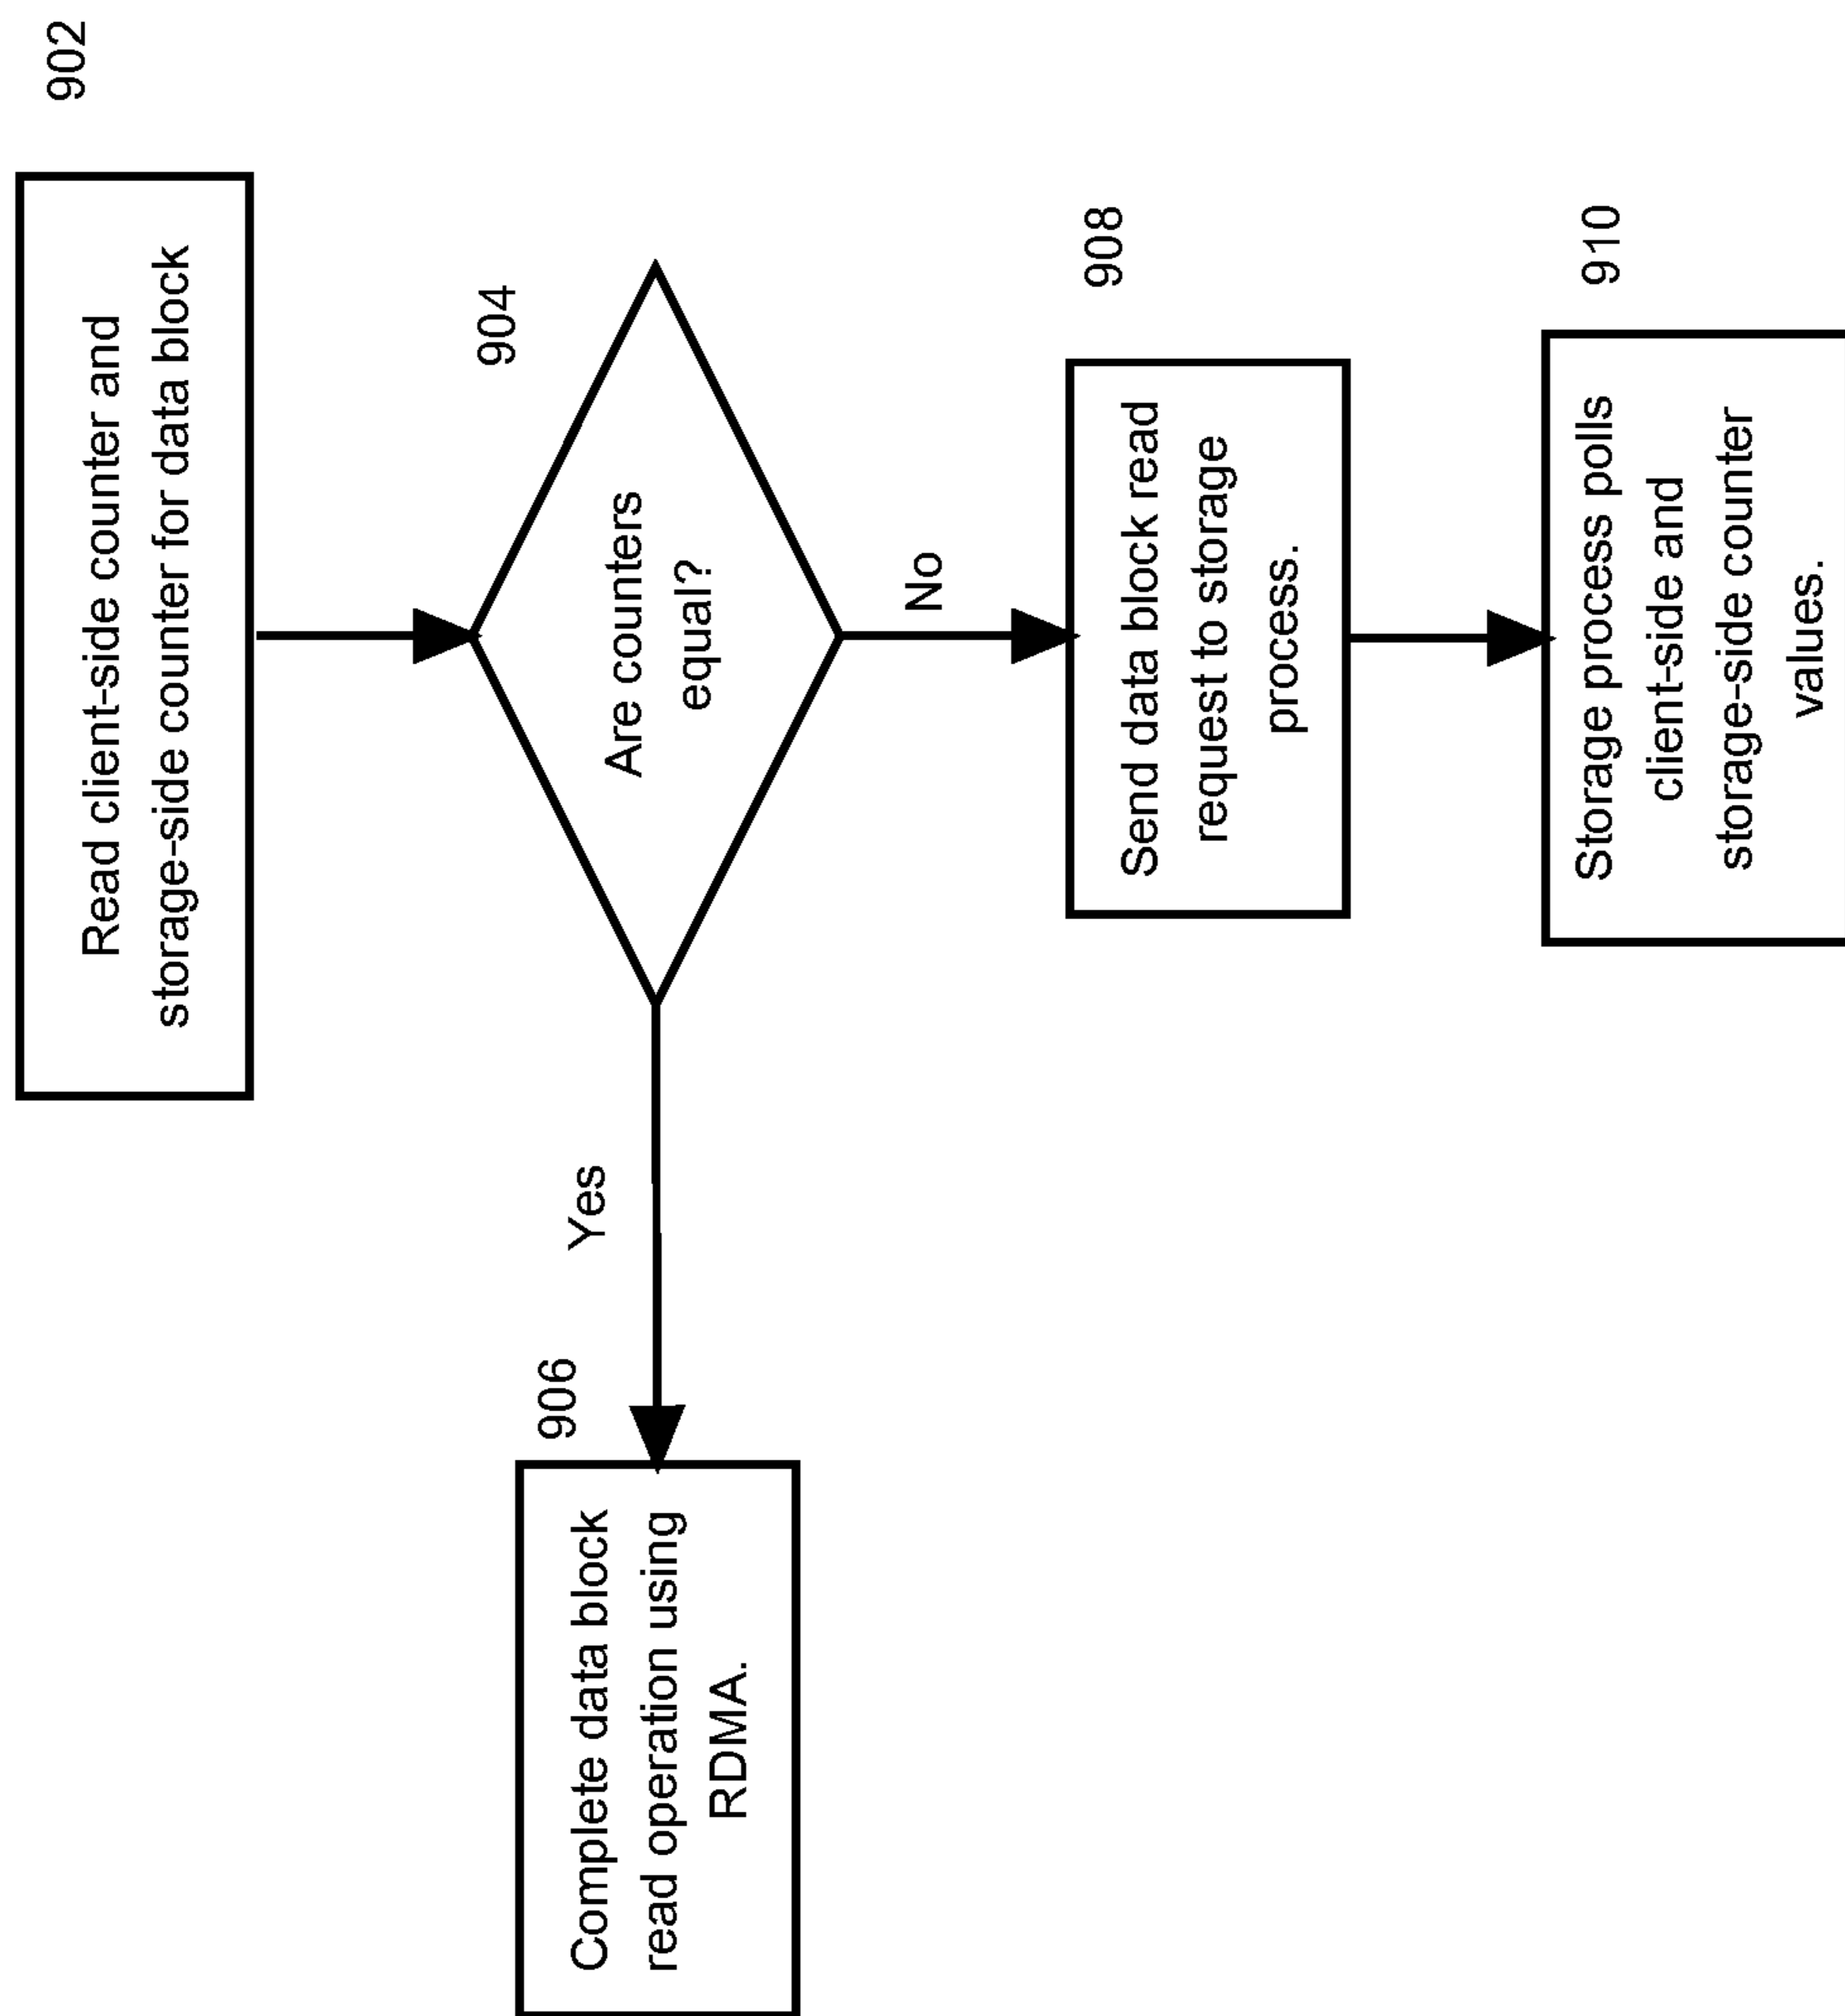 902
Read client-side counter and
storage-side counter for data block
904
Are counters
equal?
Yes
906
Complete data block
read operation using
RDMA.
No
908
Send data block read
request to storage
process.
910
Storage process polls
client-side and
storage-side counter
values.